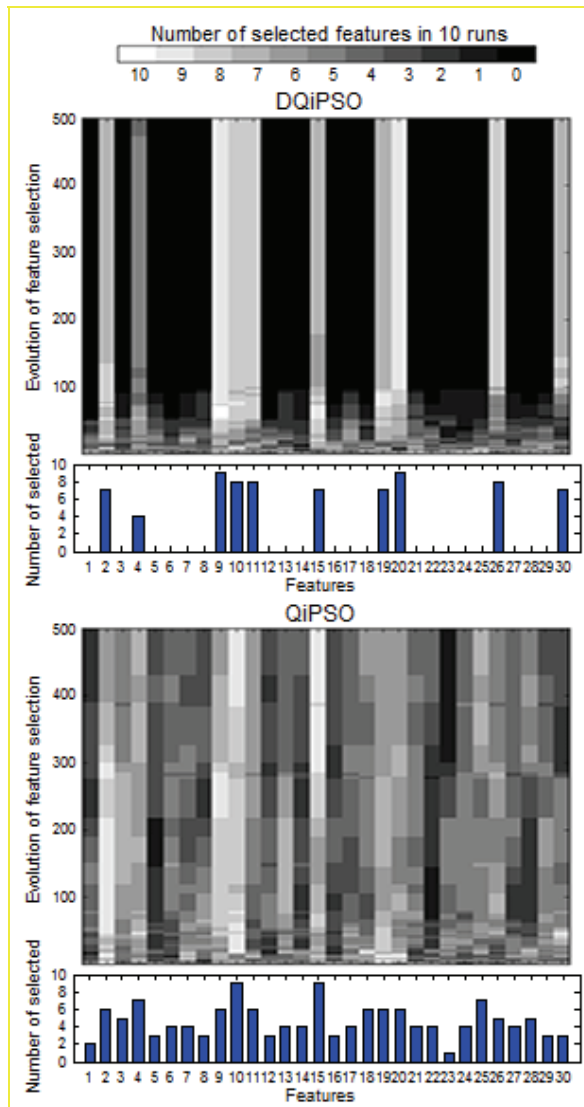 Number of selected features in 10 runs
10 9 8 7 6 5 4 3 2 1 0
DQiPSO
Evolution of feature selection
500
400
300
200
100
Number of selected
10
8
6
4
2
0
1 2 3 4 5 6 7 8 9 10 11 12 13 14 15 16 17 18 19 20 21 22 23 24 25 26 27 28 29 30
Features
QiPSO
Evolution of feature selection
500
400
300
200
100
Number of selected
10
8
6
4
2
0
1 2 3 4 5 6 7 8 9 10 11 12 13 14 15 16 17 18 19 20 21 22 23 24 25 26 27 28 29 30
Features